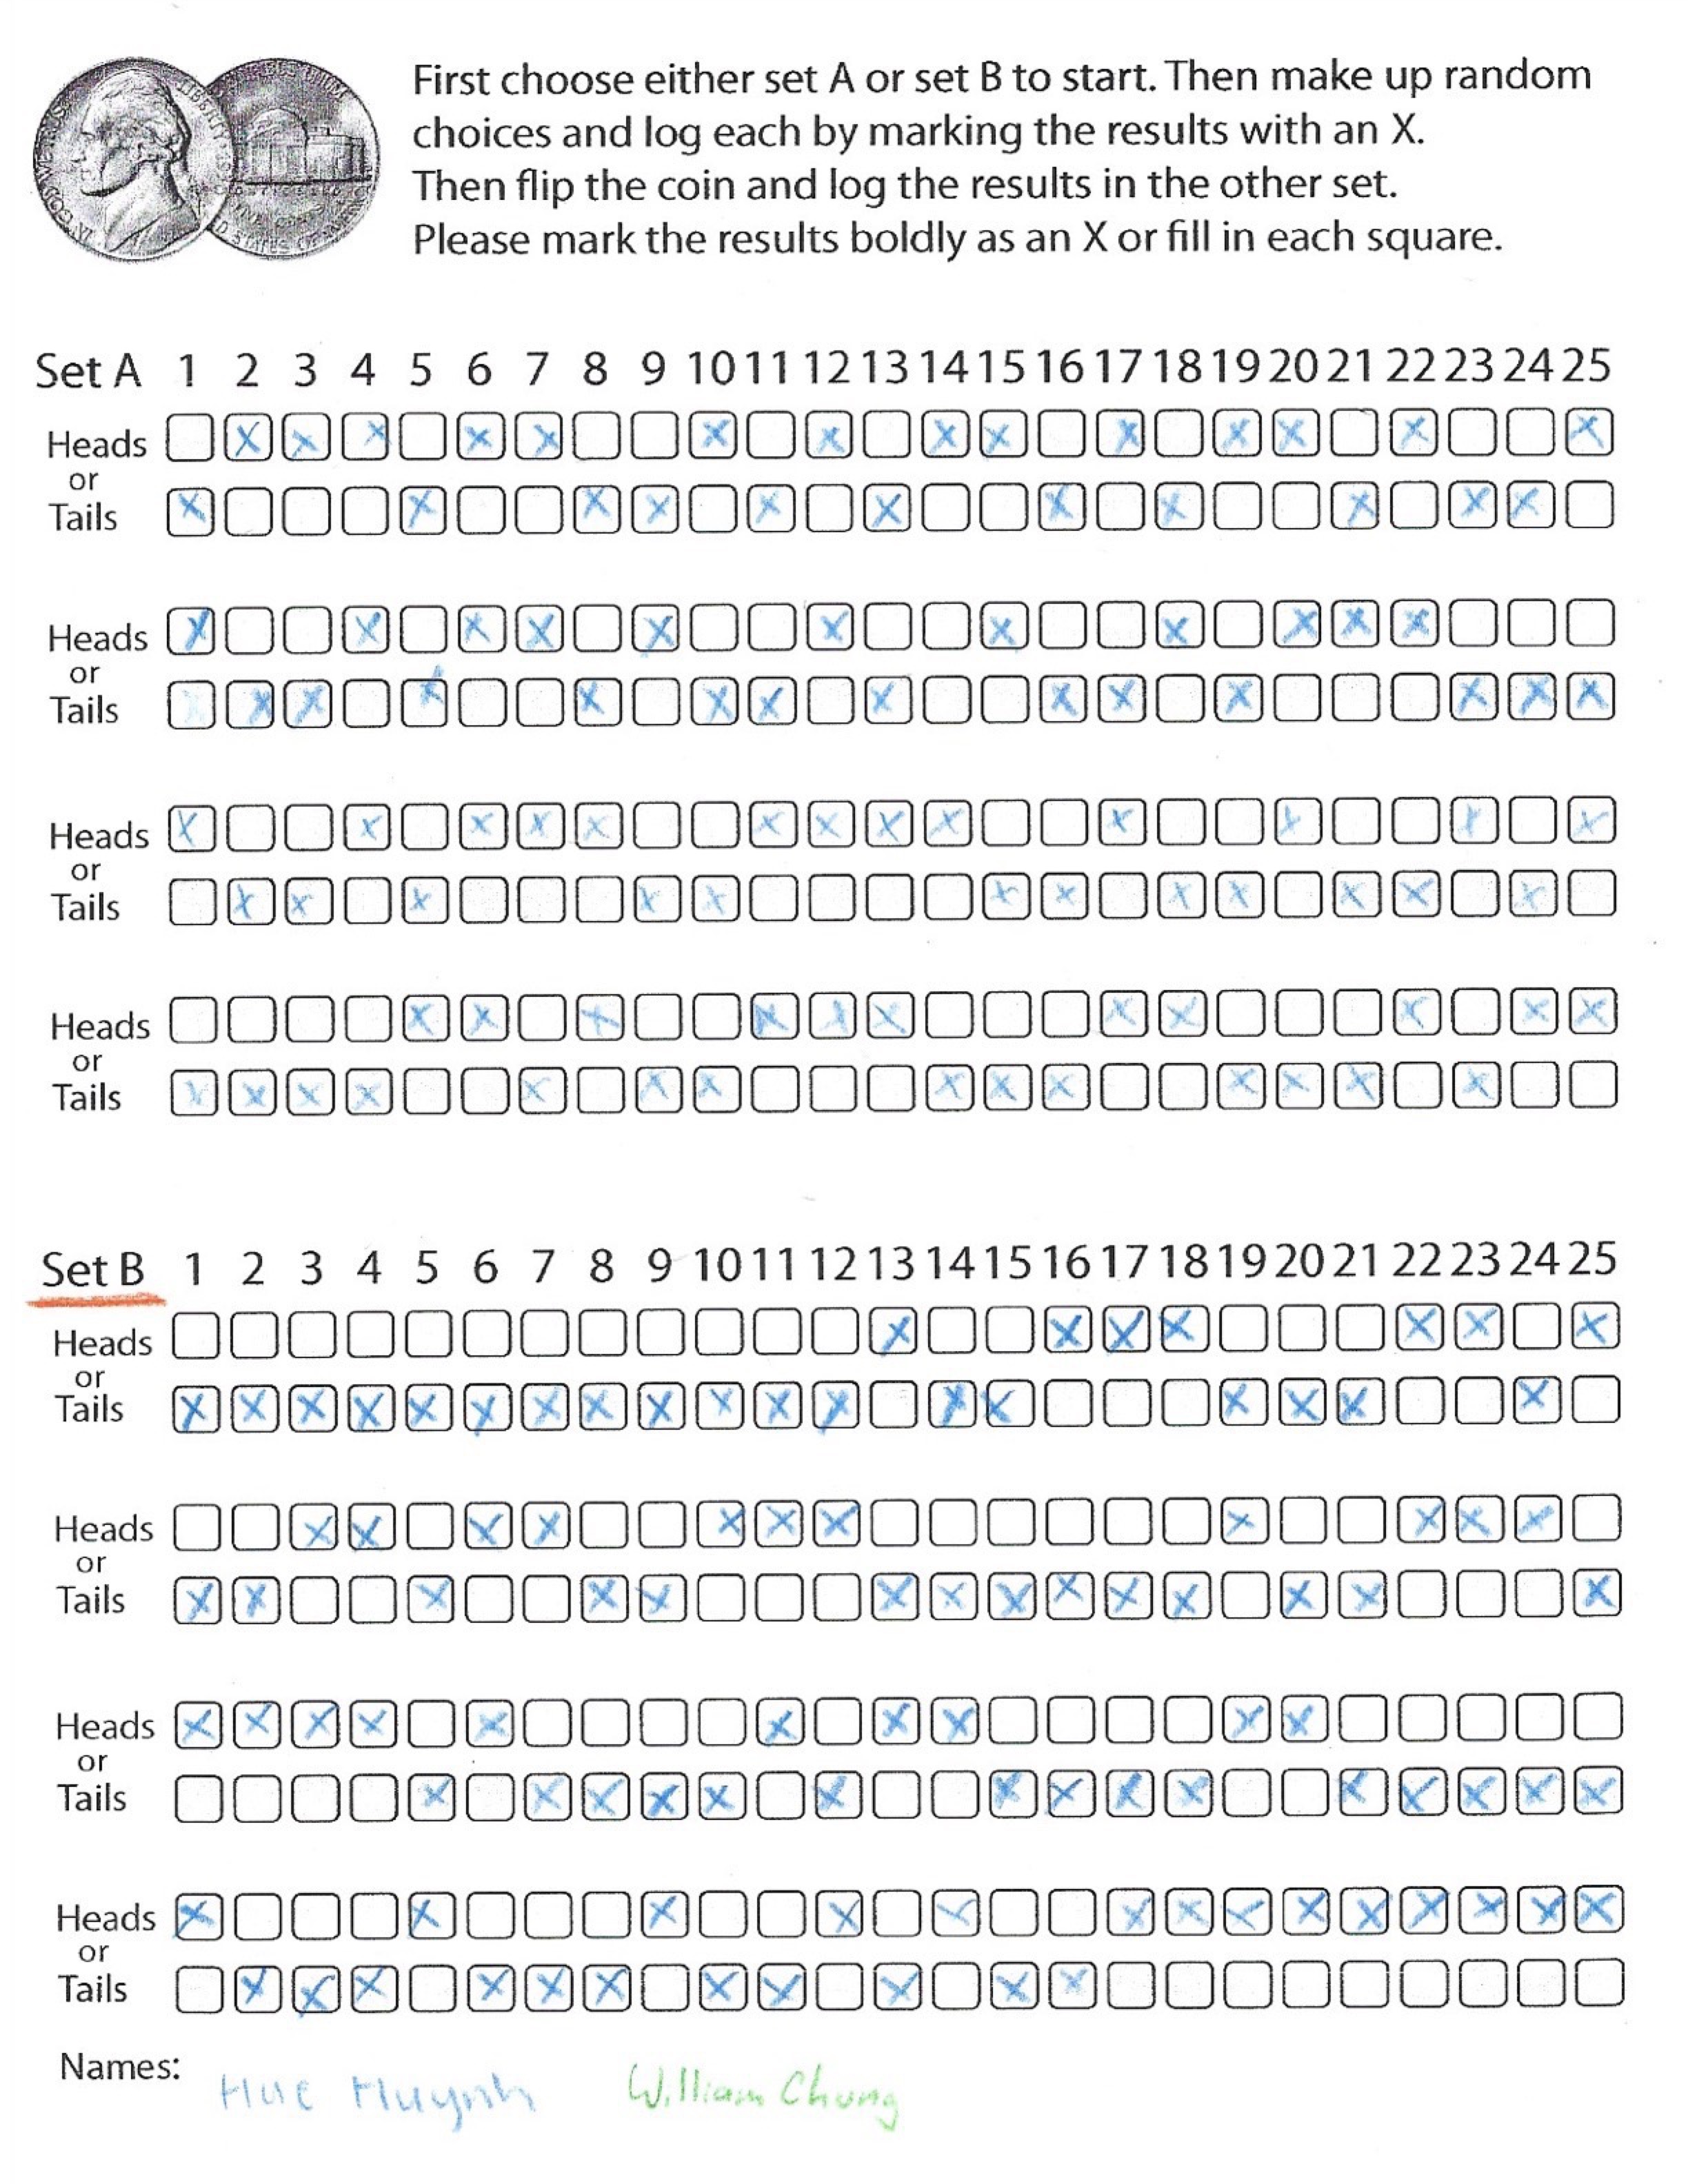 First choose either set A or set B to start. Then make up random
choices and log each by marking the results with an X.
Then flip the coin and log the results in the other set.
Please mark the results boldly as an X or fill in each square.
Set A 1 2 3 4 5 6 7 8 9 10 11 12 13 14 15 16 17 18 19 20 21 22 23 24 25
Heads
or
Tails
Heads
or
Tails
Heads
or
Tails
Heads
or
Tails
Set B 1 2 3 4 5 6 7 8 9 10 11 12 13 14 15 16 17 18 19 20 21 22 23 24 25
Heads
or
Tails
Heads
or
Tails
Heads
or
Tails
Heads
or
Tails
Names: Hue Huynh William Chung